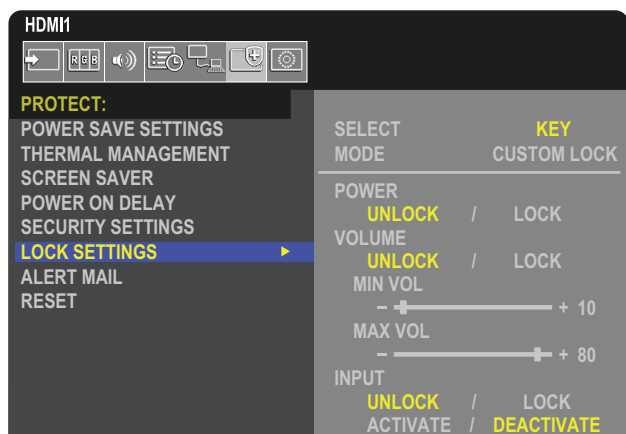 HDMI1
RGB
PROTECT:
POWER SAVE SETTINGS
THERMAL MANAGEMENT
SCREEN SAVER
POWER ON DELAY
SECURITY SETTINGS
LOCK SETTINGS
ALERT MAIL
RESET
SELECT KEY
MODE CUSTOM LOCK
POWER
UNLOCK / LOCK
VOLUME
UNLOCK / LOCK
MIN VOL
- + 10
MAX VOL
- + 80
INPUT
UNLOCK / LOCK
ACTIVATE / DEACTIVATE